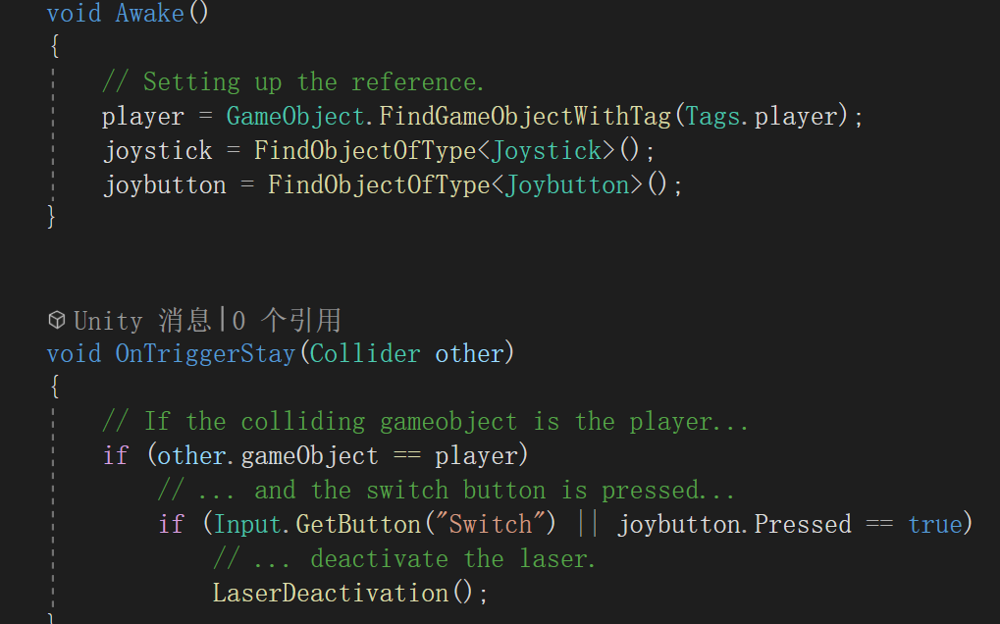 void Awake()
{
// Setting up the reference.
player = GameObject.FindGameObjectWithTag(Tags.player);
joystick = FindObjectOfType<Joystick>();
joybutton = FindObjectOfType<Joybutton>();
}
Unity 消息|0 个引用
void OnTriggerStay(Collider other)
{
// If the colliding gameobject is the player...
if (other.gameObject == player)
// ... and the switch button is pressed...
if (Input.GetButton("Switch") || joybutton.Pressed == true)
// ... deactivate the laser.
LaserDeactivation();
}